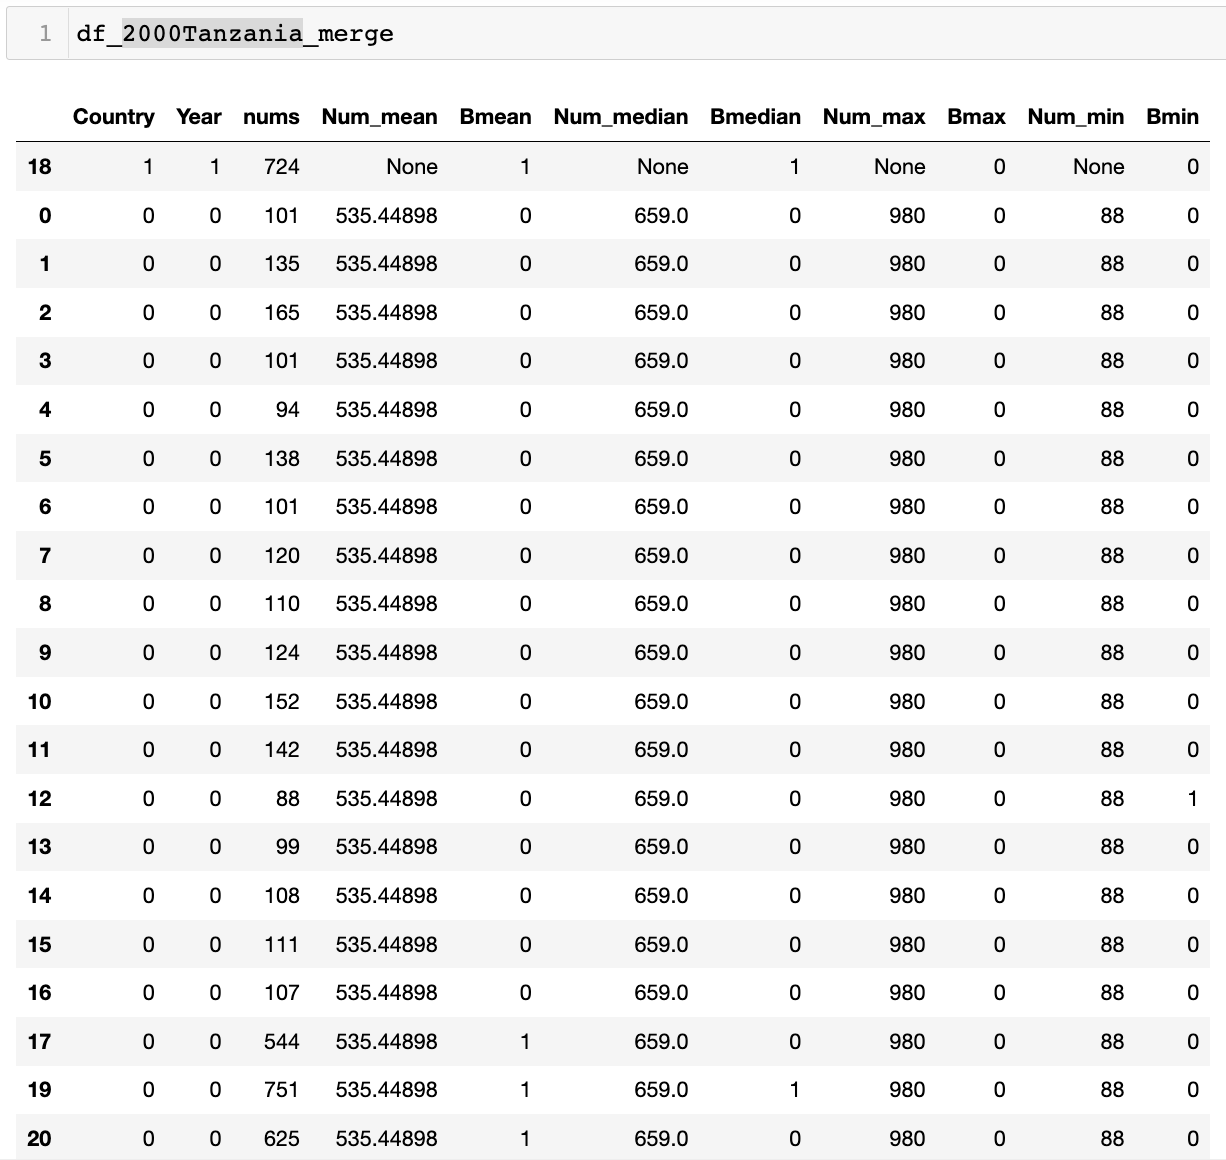 1 df_2000Tanzania_merge
Country Year nums Num_mean Bmean Num_median Bmedian Num_max Bmax Num_min Bmin
18 1 1 724 None 1 None 1 None 0 None 0
0 0 0 101 535.44898 0 659.0 0 980 0 88 0
1 0 0 135 535.44898 0 659.0 0 980 0 88 0
2 0 0 165 535.44898 0 659.0 0 980 0 88 0
3 0 0 101 535.44898 0 659.0 0 980 0 88 0
4 0 0 94 535.44898 0 659.0 0 980 0 88 0
5 0 0 138 535.44898 0 659.0 0 980 0 88 0
6 0 0 101 535.44898 0 659.0 0 980 0 88 0
7 0 0 120 535.44898 0 659.0 0 980 0 88 0
8 0 0 110 535.44898 0 659.0 0 980 0 88 0
9 0 0 124 535.44898 0 659.0 0 980 0 88 0
10 0 0 152 535.44898 0 659.0 0 980 0 88 0
11 0 0 142 535.44898 0 659.0 0 980 0 88 0
12 0 0 88 535.44898 0 659.0 0 980 0 88 1
13 0 0 99 535.44898 0 659.0 0 980 0 88 0
14 0 0 108 535.44898 0 659.0 0 980 0 88 0
15 0 0 111 535.44898 0 659.0 0 980 0 88 0
16 0 0 107 535.44898 0 659.0 0 980 0 88 0
17 0 0 544 535.44898 1 659.0 0 980 0 88 0
19 0 0 751 535.44898 1 659.0 1 980 0 88 0
20 0 0 625 535.44898 1 659.0 0 980 0 88 0